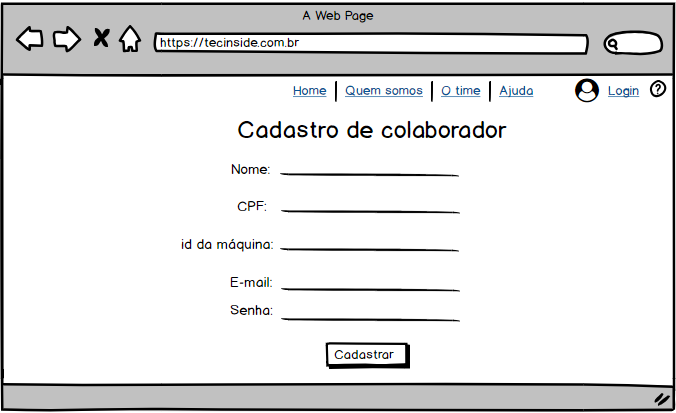 A Web Page
https://tecinside.com.br
Home Quem somos O time Ajuda Login ?
Cadastro de colaborador
Nome:
CPF:
id da máquina:
E-mail:
Senha:
Cadastrar